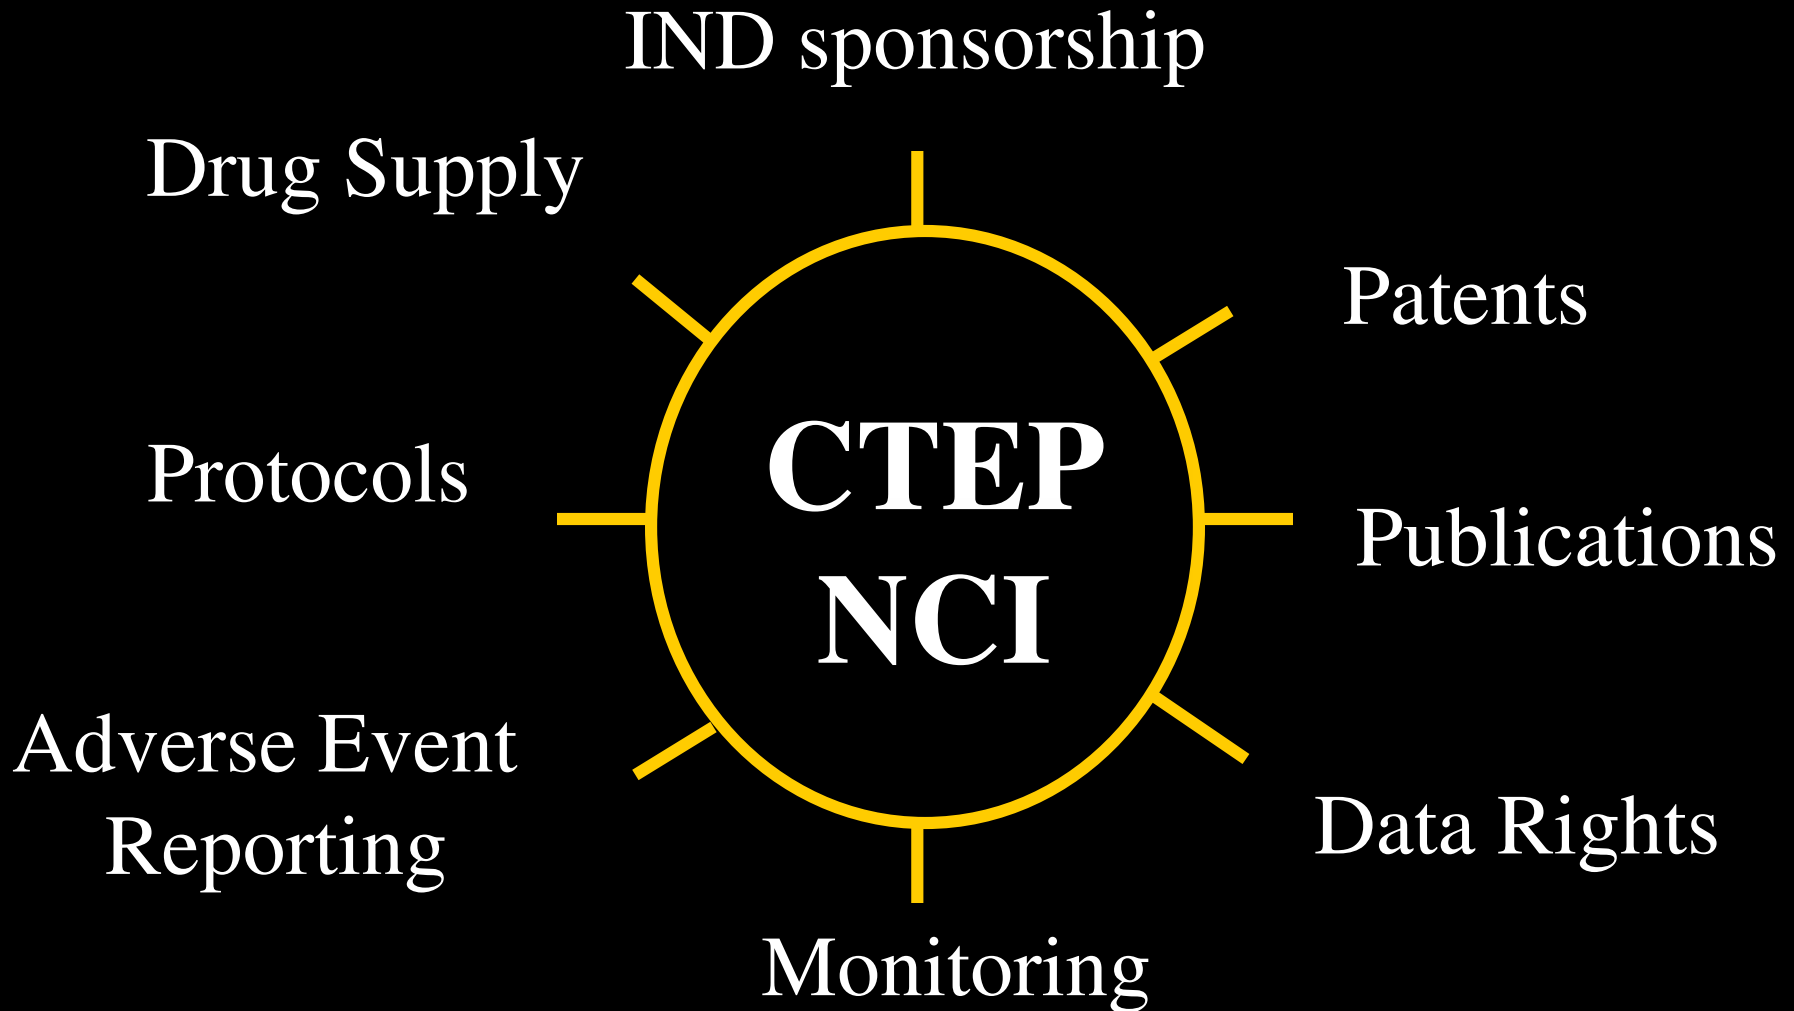 IND sponsorship
Drug Supply
Patents
CTEP
NCI
Protocols
Publications
Adverse Event
Reporting
Data Rights
Monitoring